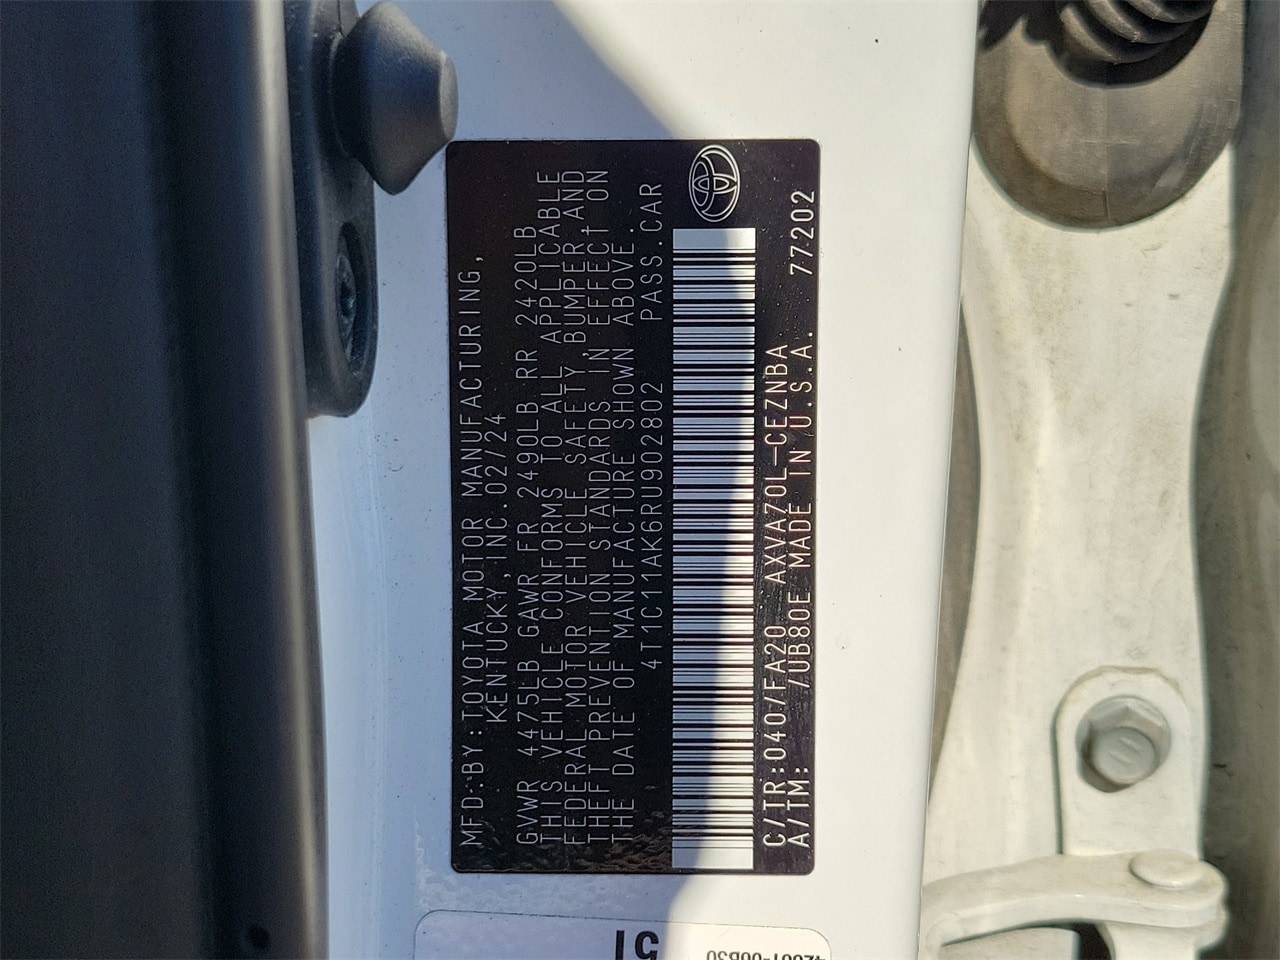 MFD.BY:TOYOTA MOTOR MANUFACTURING,
KENTUCKY,INC.02/24
GVWR 4475LB GAWR FR 2490LB RR 2420LB
THIS VEHICLE CONFORMS TO ALL APPLICABLE
FEDERAL MOTOR VEHICLE SAFETY,BUMPER,AND
THEFT PREVENTION STANDARDS IN EFFECT ON
THE DATE OF MANUFACTURE SHOWN ABOVE.
4T1C11AK6RU902802 PASS.CAR
C/TR:040/FA20 AXVA70L-CEZNBA 77202
A/TM: /UB80E MADE IN U.S.A.
51